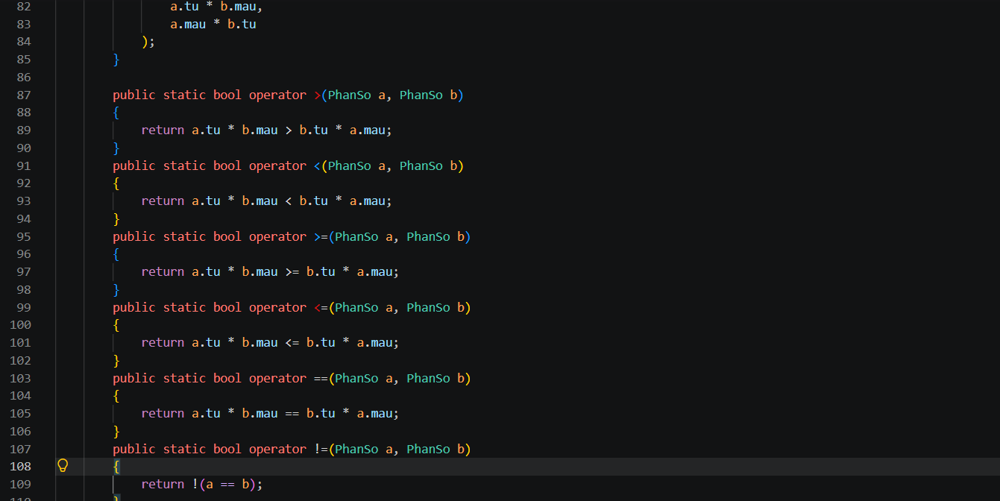 82 a.tu * b.mau,
83 a.mau * b.tu
84 );
85 }
86
87 public static bool operator >(PhanSo a, PhanSo b)
88 {
89 return a.tu * b.mau > b.tu * a.mau;
90 }
91 public static bool operator <(PhanSo a, PhanSo b)
92 {
93 return a.tu * b.mau < b.tu * a.mau;
94 }
95 public static bool operator >=(PhanSo a, PhanSo b)
96 {
97 return a.tu * b.mau >= b.tu * a.mau;
98 }
99 public static bool operator <=(PhanSo a, PhanSo b)
100 {
101 return a.tu * b.mau <= b.tu * a.mau;
102 }
103 public static bool operator ==(PhanSo a, PhanSo b)
104 {
105 return a.tu * b.mau == b.tu * a.mau;
106 }
107 public static bool operator !=(PhanSo a, PhanSo b)
108 {
109 return !(a == b);
110 }